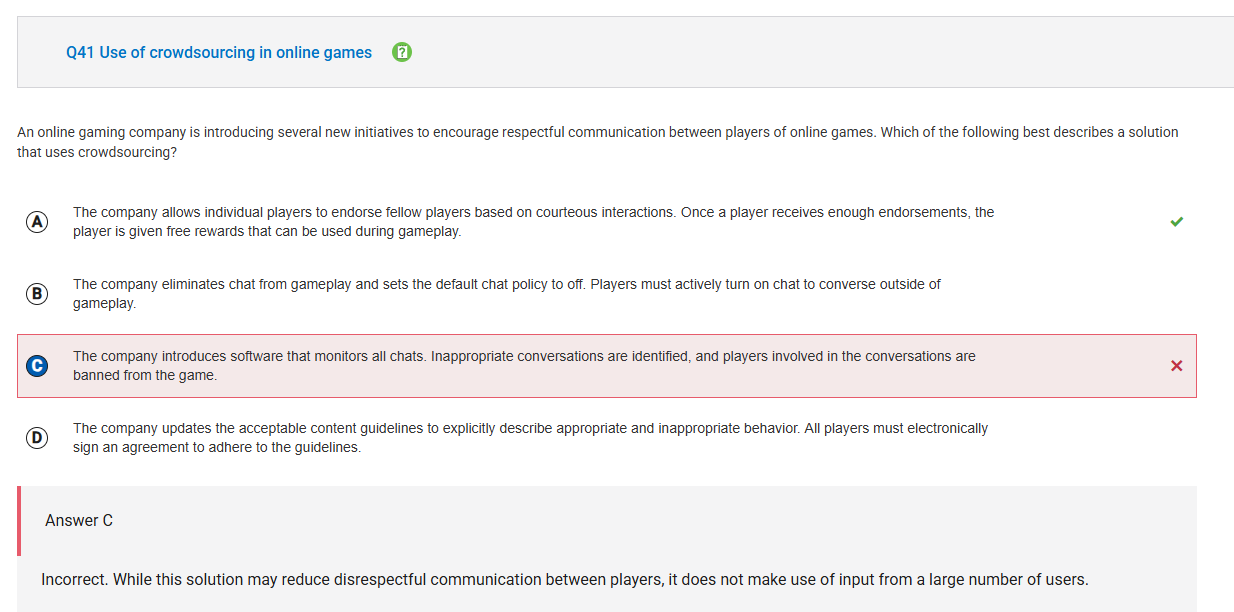 Q41 Use of crowdsourcing in online games
An online gaming company is introducing several new initiatives to encourage respectful communication between players of online games. Which of the following best describes a solution
that uses crowdsourcing?
A
The company allows individual players to endorse fellow players based on courteous interactions. Once a player receives enough endorsements, the
player is given free rewards that can be used during gameplay.
B
The company eliminates chat from gameplay and sets the default chat policy to off. Players must actively turn on chat to converse outside of
gameplay.
C
The company introduces software that monitors all chats. Inappropriate conversations are identified, and players involved in the conversations are
banned from the game.
D
The company updates the acceptable content guidelines to explicitly describe appropriate and inappropriate behavior. All players must electronically
sign an agreement to adhere to the guidelines.
Answer C
Incorrect. While this solution may reduce disrespectful communication between players, it does not make use of input from a large number of users.